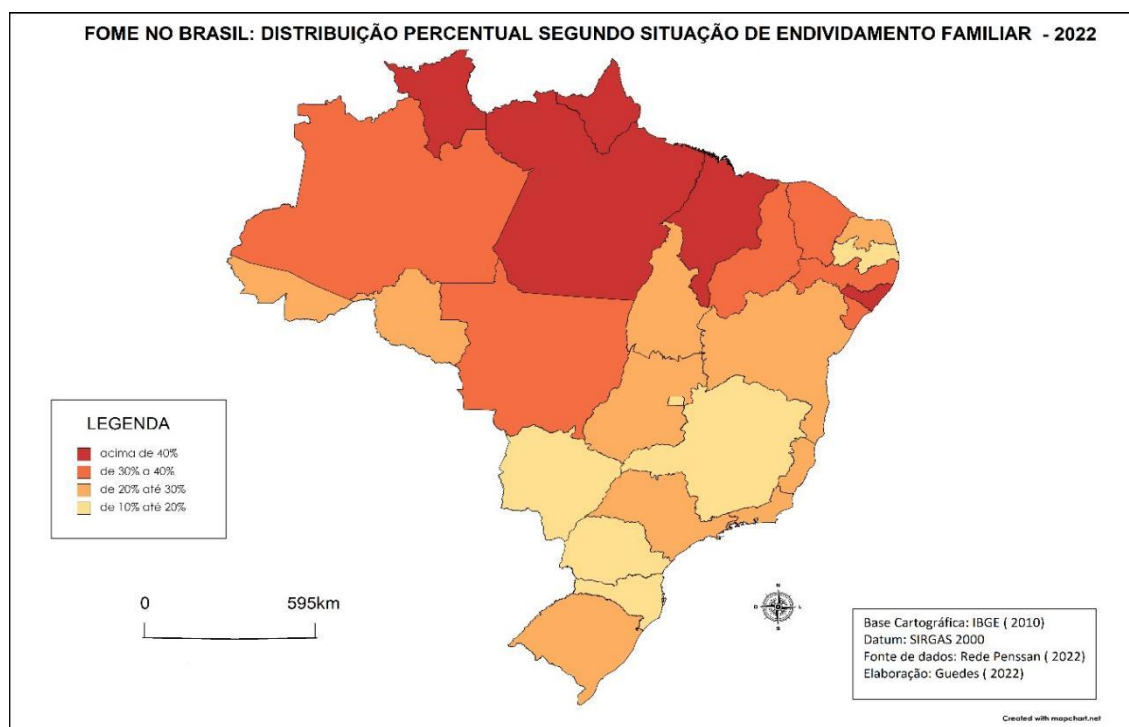 FOME NO BRASIL: DISTRIBUIÇÃO PERCENTUAL SEGUNDO SITUAÇÃO DE ENDIVIDAMENTO FAMILIAR - 2022
LEGENDA
acima de 40%
de 30% a 40%
de 20% até 30%
de 10% até 20%
0 595km
N
O L
S
Base Cartográfica: IBGE ( 2010)
Datum: SIRGAS 2000
Fonte de dados: Rede Penssan ( 2022)
Elaboração: Guedes ( 2022)
Created with mapchart.net